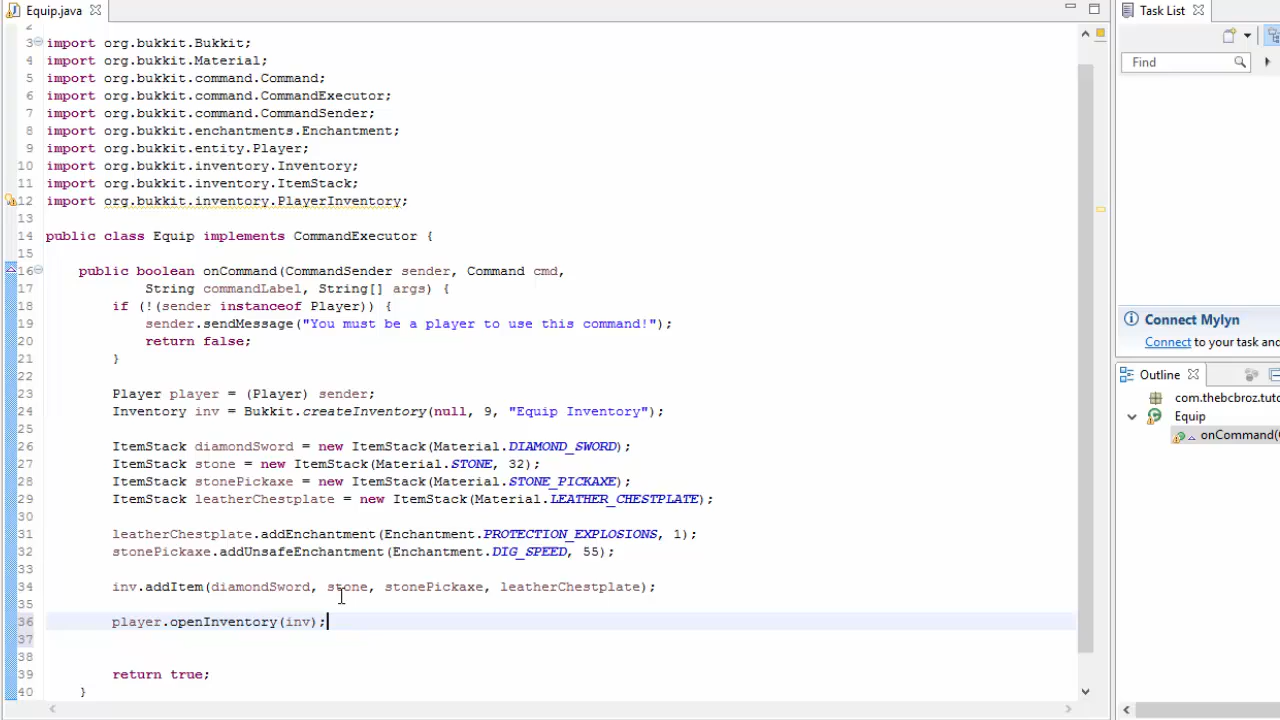 Equip.java
Task List
2
3 import org.bukkit.Bukkit;
4 import org.bukkit.Material;
5 import org.bukkit.command.Command;
6 import org.bukkit.command.CommandExecutor;
7 import org.bukkit.command.CommandSender;
8 import org.bukkit.enchantments.Enchantment;
9 import org.bukkit.entity.Player;
10 import org.bukkit.inventory.Inventory;
11 import org.bukkit.inventory.ItemStack;
12 import org.bukkit.inventory.PlayerInventory;
13
14 public class Equip implements CommandExecutor {
15
16 public boolean onCommand(CommandSender sender, Command cmd,
17 String commandLabel, String[] args) {
18 if (!(sender instanceof Player)) {
19 sender.sendMessage("You must be a player to use this command!");
20 return false;
21 }
22
23 Player player = (Player) sender;
24 Inventory inv = Bukkit.createInventory(null, 9, "Equip Inventory");
25
26 ItemStack diamondSword = new ItemStack(Material.DIAMOND_SWORD);
27 ItemStack stone = new ItemStack(Material.STONE, 32);
28 ItemStack stonePickaxe = new ItemStack(Material.STONE_PICKAXE);
29 ItemStack leatherChestplate = new ItemStack(Material.LEATHER_CHESTPLATE);
30
31 leatherChestplate.addEnchantment(Enchantment.PROTECTION_EXPLOSIONS, 1);
32 stonePickaxe.addUnsafeEnchantment(Enchantment.DIG_SPEED, 55);
33
34 inv.addItem(diamondSword, stone, stonePickaxe, leatherChestplate);
35
36 player.openInventory(inv);
37
38
39 return true;
40 }
Find
Connect Mylyn
Connect to your task and
Outline
com.thebcbroz.tuto
Equip
onCommand(